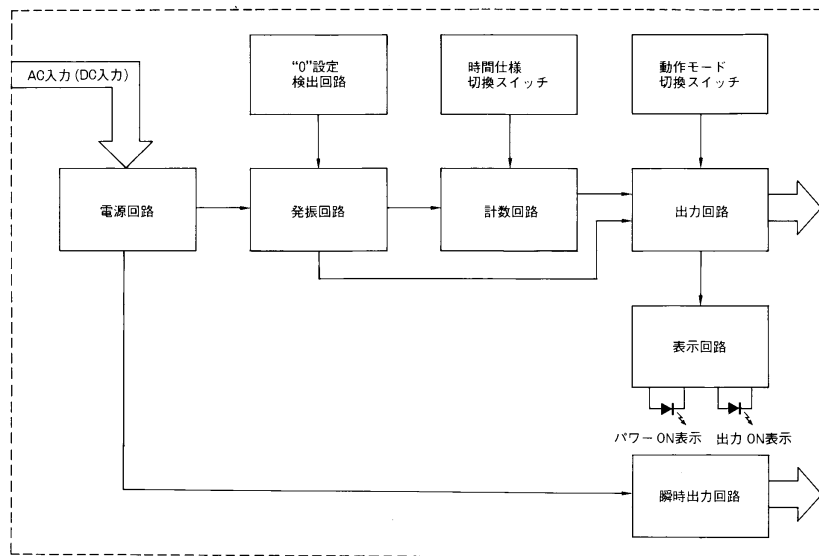 AC入力(DC入力)
“0”設定
検出回路
時間仕様
切換スイッチ
動作モード
切換スイッチ
電源回路
発振回路
計数回路
出力回路
表示回路
パワーON表示
出力ON表示
瞬時出力回路